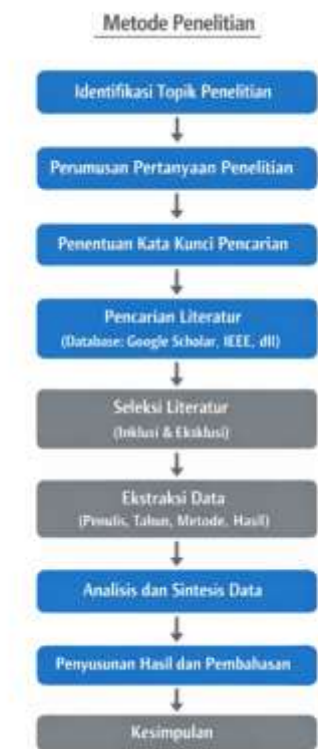 Metode Penelitian
Identifikasi Topik Penelitian
Perumusan Pertanyaan Penelitian
Penentuan Kata Kunci Pencarian
Pencarian Literatur
(Database: Google Scholar, IEEE, dll)
Seleksi Literatur
(Inklusi & Eksklusi)
Ekstraksi Data
(Penulis, Tahun, Metode, Hasil)
Analisis dan Sintesis Data
Penyusunan Hasil dan Pembahasan
Kesimpulan